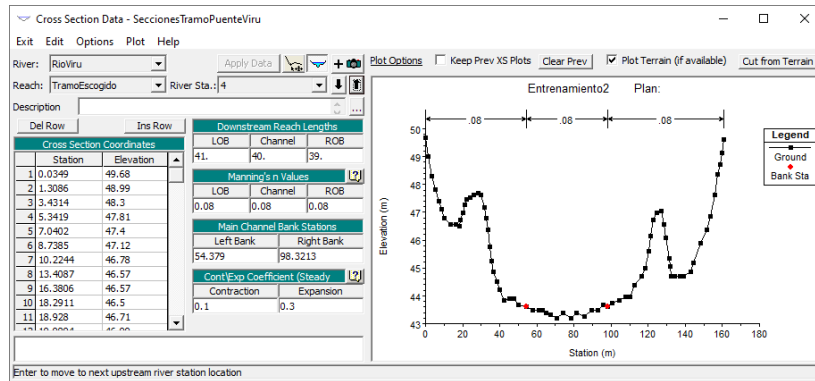 Cross Section Data - SeccionesTramoPuenteViru
Exit Edit Options Plot Help
River: RioViru Apply Data
Reach: TramoEscogido River Sta.: 4
Description ...
Del Row Ins Row
Cross Section Coordinates
Station Elevation
1 0.0349 49.68
2 1.3086 48.99
3 3.4314 48.3
4 5.3419 47.81
5 7.0402 47.4
6 8.7385 47.12
7 10.2244 46.78
8 13.4087 46.57
9 16.3806 46.57
10 18.2911 46.5
11 18.928 46.71
Downstream Reach Lengths
LOB Channel ROB
41. 40. 39.
Manning's n Values
LOB Channel ROB
0.08 0.08 0.08
Main Channel Bank Stations
Left Bank Right Bank
54.379 98.3213
Cont\Exp Coefficient (Steady
Contraction Expansion
0.1 0.3
Plot Options Keep Prev XS Plots Clear Prev Plot Terrain (if available) Cut from Terrain
Entrenamiento2 Plan:
.08 .08 .08
Elevation (m)
50
49
48
47
46
45
44
43
0 20 40 60 80 100 120 140 160 180
Station (m)
Legend
Ground
Bank Sta
Enter to move to next upstream river station location